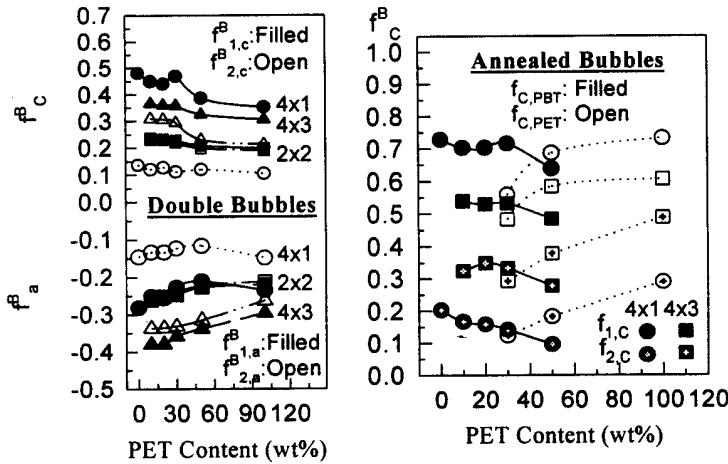 0.7
0.6
0.5
0.4
0.3
0.2
0.1
0.0
-0.1
-0.2
-0.3
-0.4
-0.5
f^B_C
f^B_a
f^B_1,c:Filled
f^B_2,c:Open
4x1
4x3
2x2
Double Bubbles
4x1
2x2
4x3
f^B_1,a:Filled
f^B_2,a:Open
0 30 60 90 120
PET Content (wt%)
f^B_C
1.0
0.9
0.8
0.7
0.6
0.5
0.4
0.3
0.2
0.1
0.0
Annealed Bubbles
f_C,PBT: Filled
f_C,PET: Open
4x1 4x3
f_1,C
f_2,C
0 20 40 60 80 100 120
PET Content (wt%)